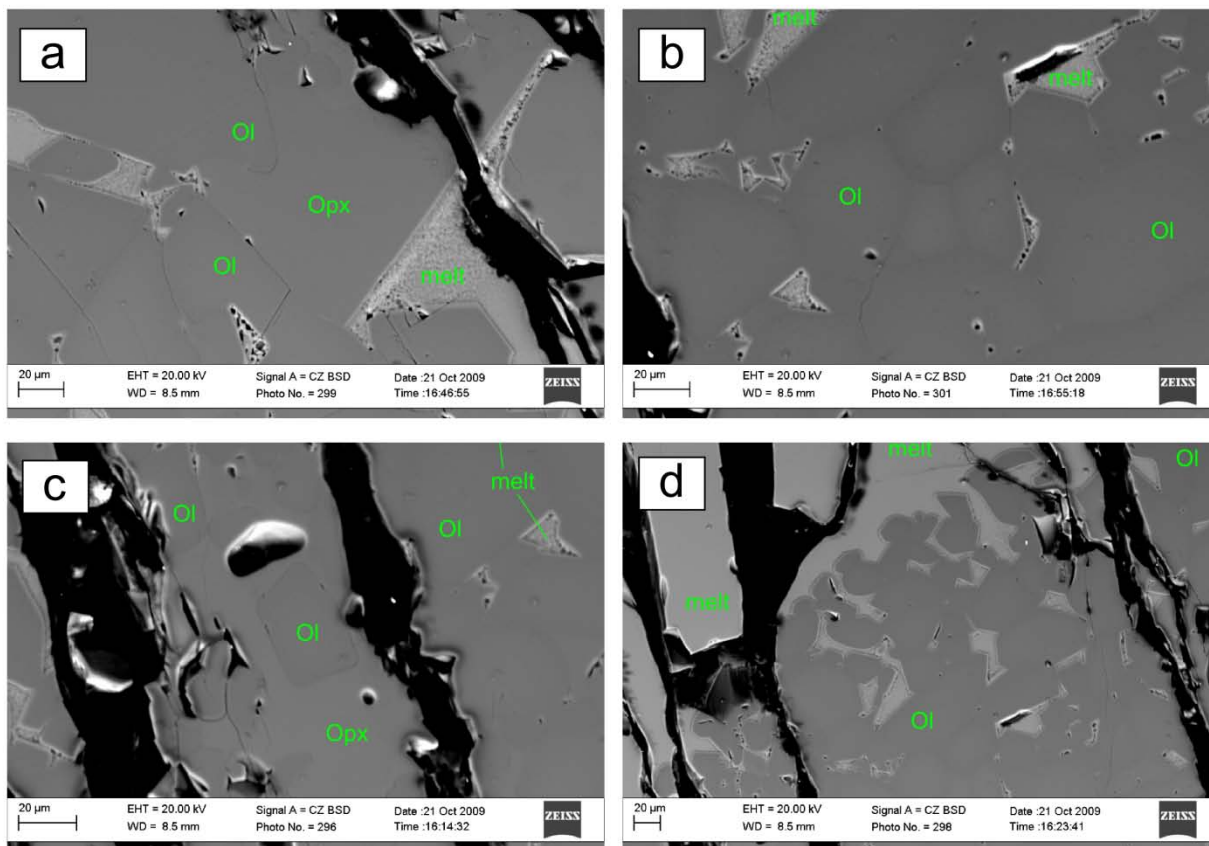 a
Ol
Opx
Ol
melt
20 µm
EHT = 20.00 kV
WD = 8.5 mm
Signal A = CZ BSD
Photo No. = 299
Date :21 Oct 2009
Time :16:46:55
ZEISS
b
melt
melt
Ol
Ol
20 µm
EHT = 20.00 kV
WD = 8.5 mm
Signal A = CZ BSD
Photo No. = 301
Date :21 Oct 2009
Time :16:55:18
ZEISS
c
melt
Ol
Ol
Ol
Opx
20 µm
EHT = 20.00 kV
WD = 8.5 mm
Signal A = CZ BSD
Photo No. = 296
Date :21 Oct 2009
Time :16:14:32
ZEISS
d
melt
Ol
melt
Ol
20 µm
EHT = 20.00 kV
WD = 8.5 mm
Signal A = CZ BSD
Photo No. = 298
Date :21 Oct 2009
Time :16:23:41
ZEISS